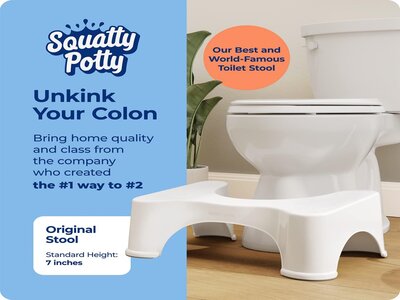 Squatty
Potty
Our Best and
World-Famous
Toilet Stool
Unkink
Your Colon
Bring home quality
and class from
the company
who created
the #1 way to #2
Original
Stool
Standard Height:
7 inches